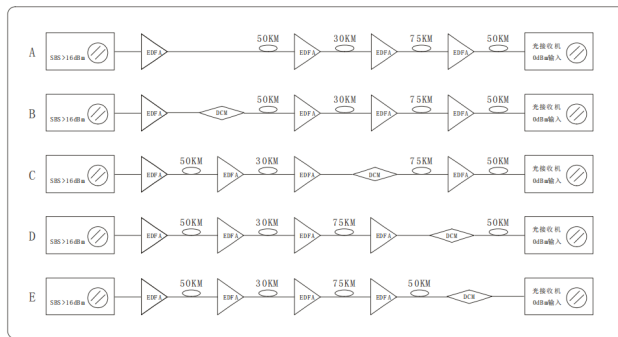 50KM 30KM 75KM 50KM
A SBS>16dBm EDFA EDFA EDFA EDFA 光接收机
0dBm输入
50KM 30KM 75KM 50KM
B SBS>16dBm EDFA DCM EDFA EDFA EDFA 光接收机
0dBm输入
50KM 30KM 75KM 50KM
C SBS>16dBm EDFA EDFA EDFA DCM EDFA 光接收机
0dBm输入
50KM 30KM 75KM 50KM
D SBS>16dBm EDFA EDFA EDFA EDFA DCM 光接收机
0dBm输入
50KM 30KM 75KM 50KM
E SBS>16dBm EDFA EDFA EDFA EDFA DCM 光接收机
0dBm输入